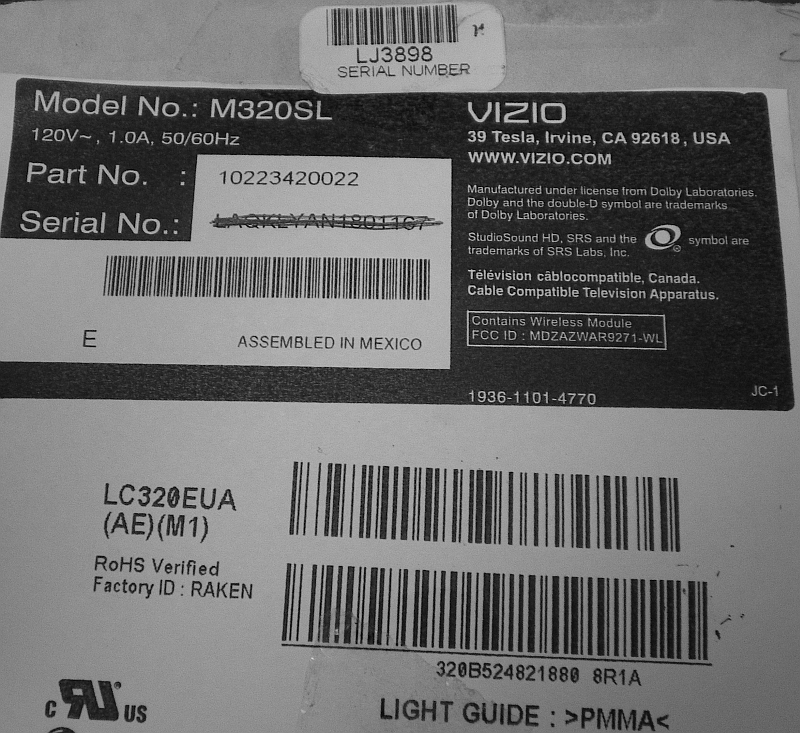 LJ3898
SERIAL NUMBER
Model No.: M320SL
120V~, 1.0A, 50/60Hz
Part No. : 10223420022
Serial No.:
E
ASSEMBLED IN MEXICO
VIZIO
39 Tesla, Irvine, CA 92618, USA
WWW.VIZIO.COM
Manufactured under license from Dolby Laboratories.
Dolby and the double-D symbol are trademarks
of Dolby Laboratories.
StudioSound HD, SRS and the symbol are
trademarks of SRS Labs, Inc.
Télévision câblocompatible, Canada.
Cable Compatible Television Apparatus.
Contains Wireless Module
FCC ID : MDZAZWAR9271-WL
1936-1101-4770
JC-1
LC320EUA
(AE)(M1)
RoHS Verified
Factory ID : RAKEN
320B524821880 8R1A
C RU US
LIGHT GUIDE : >PMMA<